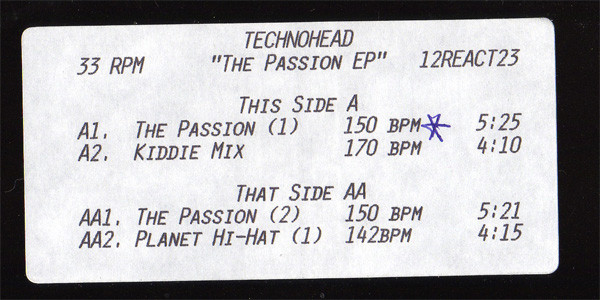 TECHNOHEAD
33 RPM "THE PASSION EP" 12REACT23
THIS SIDE A
A1. THE PASSION (1) 150 BPM* 5:25
A2. KIDDIE MIX 170 BPM 4:10
THAT SIDE AA
AA1. THE PASSION (2) 150 BPM 5:21
AA2. PLANET HI-HAT (1) 142BPM 4:15